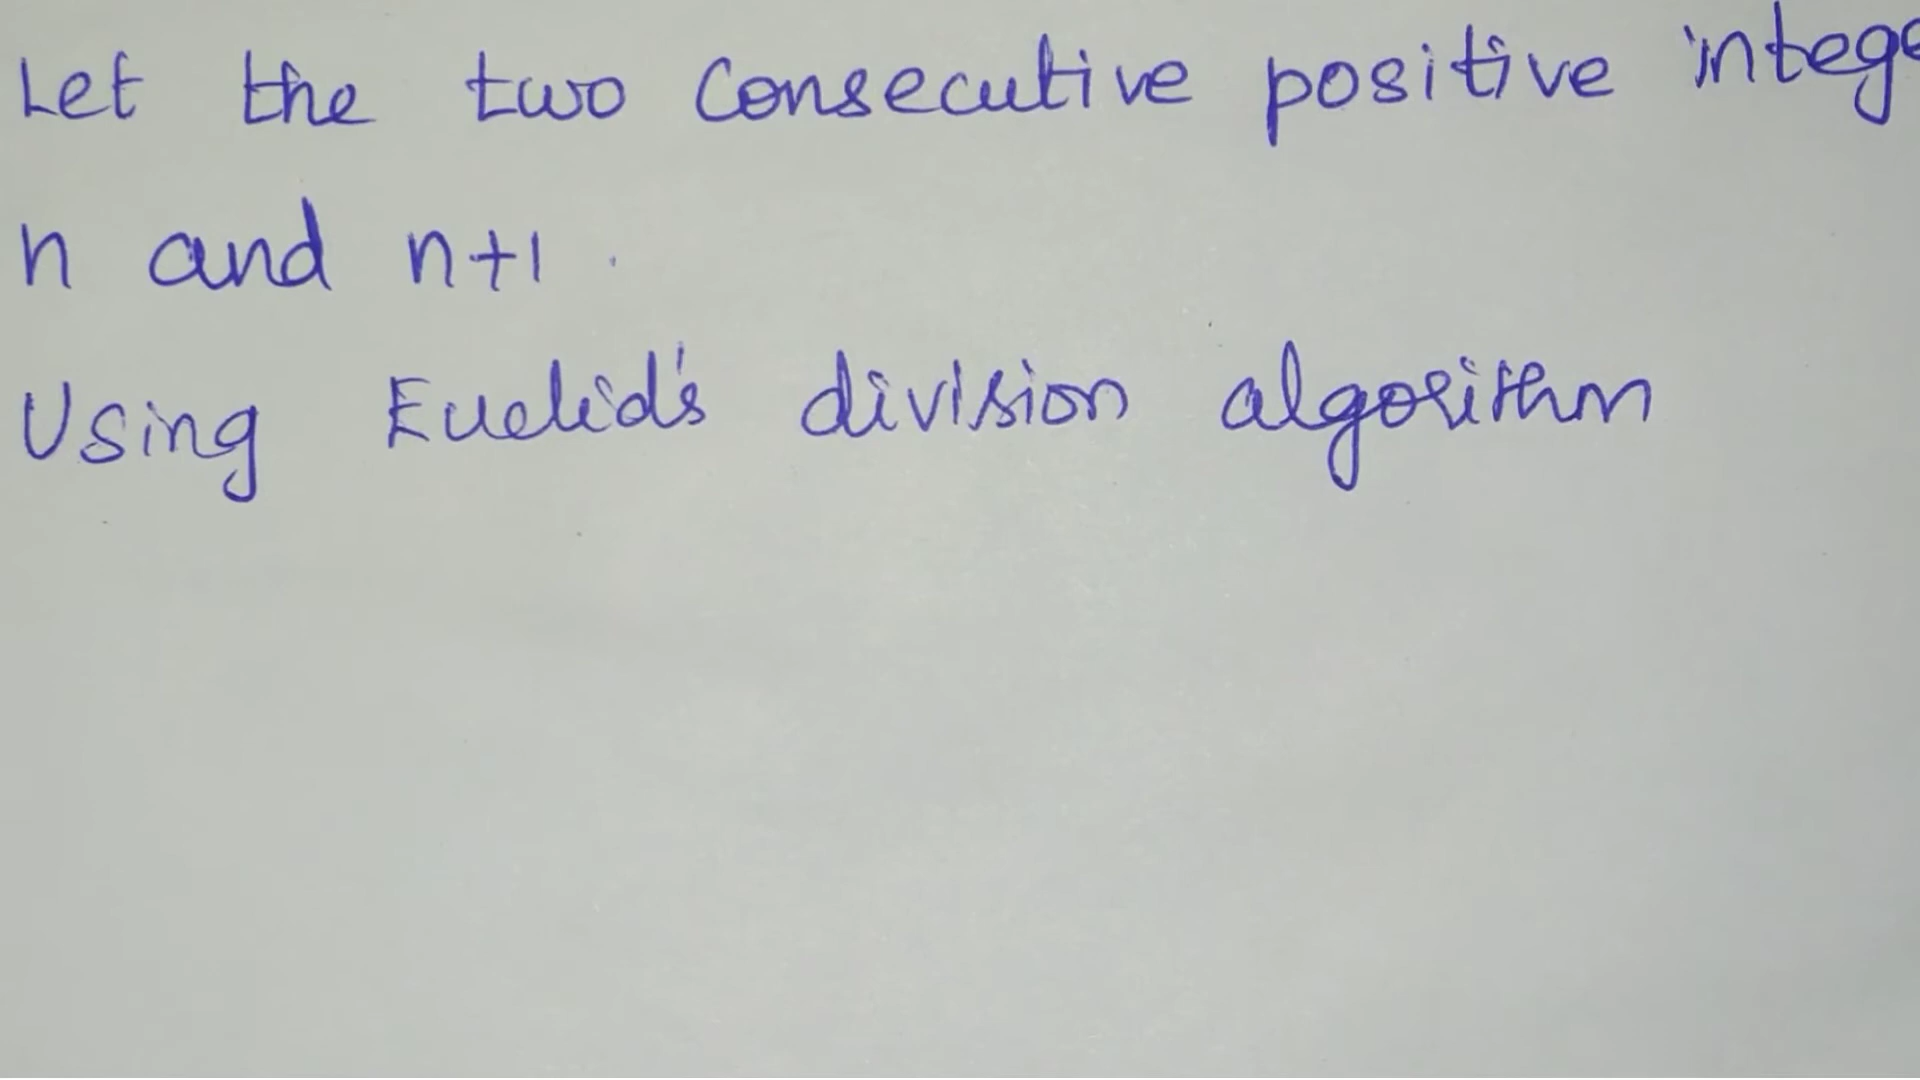 Let the two consecutive positive intege
n and n+1.
Using Euclid's division algorithm